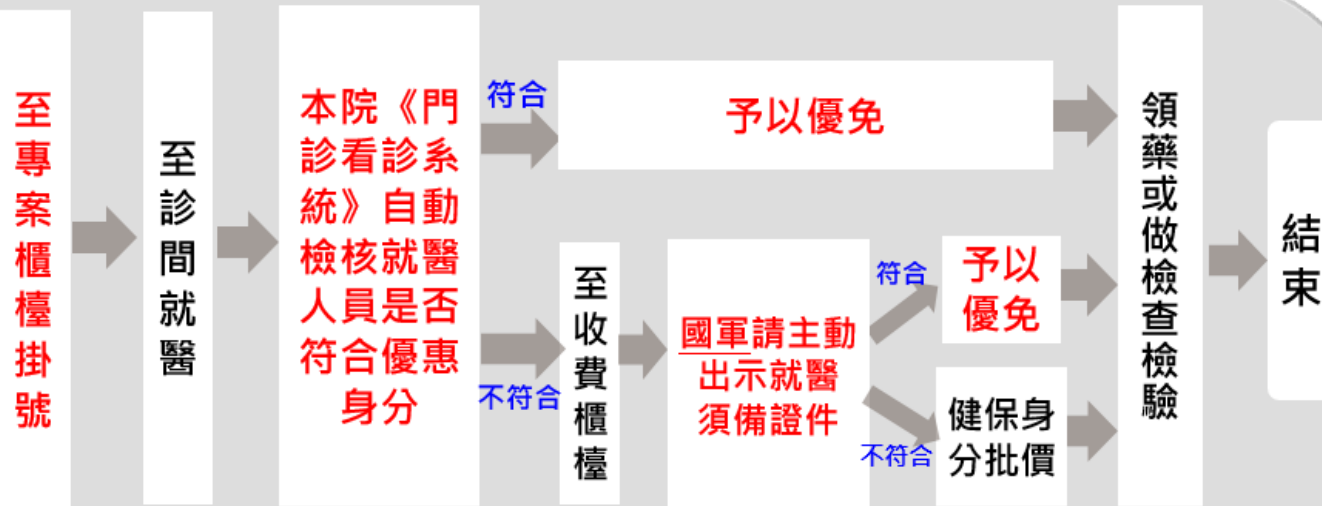 至專案櫃檯掛號
至診間就醫
本院《門
診看診系
統》自動
檢核就醫
人員是否
符合優惠
身分
符合
予以優免
不符合
至收費櫃檯
國軍請主動
出示就醫
須備證件
符合
予以
優免
不符合
健保身
分批價
領藥或做檢查檢驗
結束